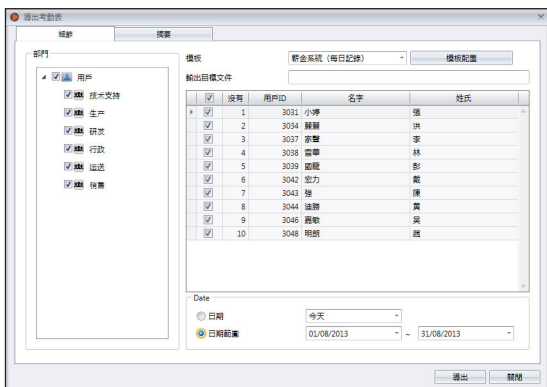 導出考勤表
細節 摘要
部門
用戶
技术支持
生产
研发
行政
运送
销售
模板 薪金系統（每日記錄） 模板配置
輸出目標文件
沒有 用戶ID 名字 姓氏
1 3031 小婷 張
2 3034 麗麗 洪
3 3037 家聲 李
4 3038 雪華 林
5 3039 國龍 彭
6 3042 宏力 戴
7 3043 強 陳
8 3044 迪勝 黃
9 3046 嘉敏 吴
10 3048 明朗 趙
Date
日期 今天
日期範圍 01/08/2013 - 31/08/2013
導出 關閉